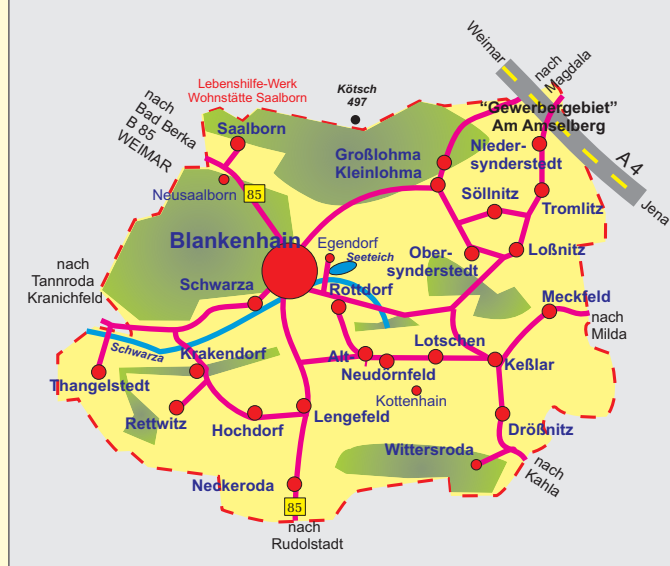 Weimar
nach
Magdala
Lebenshilfe-Werk
Wohnstätte Saalborn
Kötsch
497
nach
Bad Berka
B 85
WEIMAR
"Gewerbergebiet"
Am Amselberg
A 4
Jena
Saalborn
Großlohma
Kleinlohma
Nieder-
synderstedt
Neusaalborn
85
Söllnitz
Tromlitz
Blankenhain
Egendorf
Seeteich
Ober-
synderstedt
Loßnitz
nach
Tannroda
Kranichfeld
Schwarza
Rottdorf
Meckfeld
nach
Milda
Schwarza
Krakendorf
Alt
Neudörnfeld
Lotschen
Keßlar
Thangelstedt
Kottenhain
Rettwitz
Hochdorf
Lengefeld
Drößnitz
Wittersroda
nach
Kahla
Neckeroda
85
nach
Rudolstadt